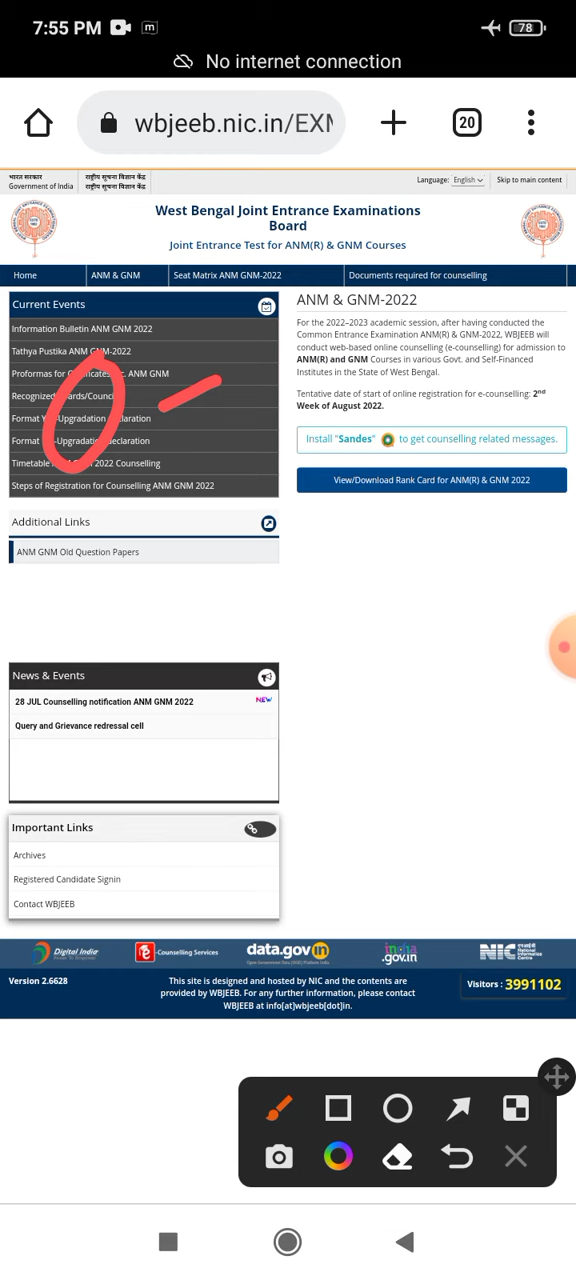 7:55 PM m 78
No internet connection
wbjeeb.nic.in/EXM
20
भारत सरकार
Government of India
राष्ट्रीय सूचना विज्ञान केंद्र
राष्ट्रीय सूचना विज्ञान केंद्र
Language: English Skip to main content
West Bengal Joint Entrance Examinations
Board
Joint Entrance Test for ANM(R) & GNM Courses
Home ANM & GNM Seat Matrix ANM GNM-2022 Documents required for counselling
Current Events
Information Bulletin ANM GNM 2022
Tathya Pustika ANM GNM-2022
Proformas for ANM GNM
Recognized
Format Upgradation Declaration
Format Upgradation Declaration
Timetable 2022 Counselling
Steps of Registration for Counselling ANM GNM 2022
Additional Links
ANM GNM Old Question Papers
ANM & GNM-2022
For the 2022–2023 academic session, after having conducted the
Common Entrance Examination ANM(R) & GNM-2022, WBJEEB will
conduct web-based online counselling (e-counselling) for admission to
ANM(R) and GNM Courses in various Govt. and Self-Financed
Institutes in the State of West Bengal.
Tentative date of start of online registration for e-counselling: 2nd
Week of August 2022.
Install "Sandes" to get counselling related messages.
View/Download Rank Card for ANM(R) & GNM 2022
News & Events
28 JUL Counselling notification ANM GNM 2022 NEW
Query and Grievance redressal cell
Important Links
Archives
Registered Candidate Signin
Contact WBJEEB
Digital India
e-Counselling Services
data.gov in
india
.gov.in
NIC
Version 2.6628
This site is designed and hosted by NIC and the contents are
provided by WBJEEB. For any further information, please contact
WBJEEB at info[at]wbjeeb[dot]in.
Visitors : 3991102